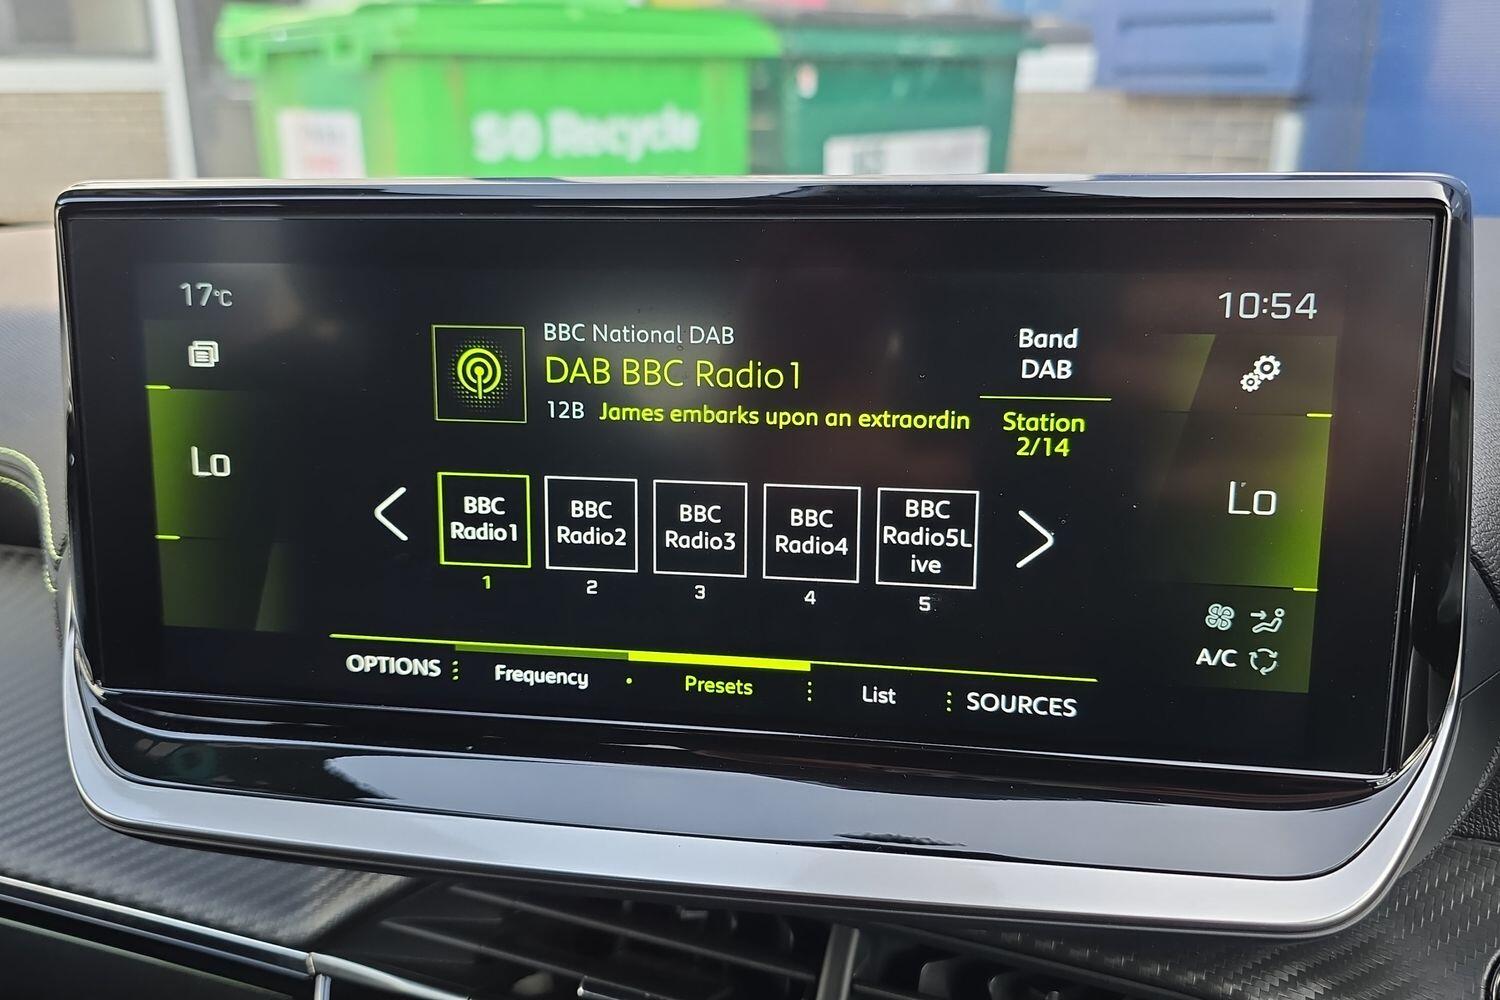 SO Recycle
17°C
10:54
BBC National DAB
DAB BBC Radio1
12B James embarks upon an extraordin
Band
DAB
Station
2/14
Lo
Lo
BBC
Radio1
1
BBC
Radio2
2
BBC
Radio3
3
BBC
Radio4
4
BBC
Radio5L
ive
5
A/C
OPTIONS
Frequency
Presets
List
SOURCES